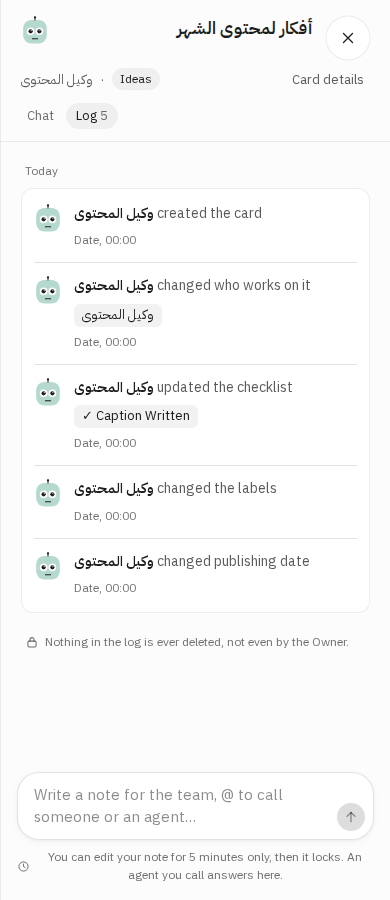 أفكار لمحتوى الشهر
وكيل المحتوى · Ideas
Card details
Chat
Log 5
Today
وكيل المحتوى created the card
Date, 00:00
وكيل المحتوى changed who works on it
وكيل المحتوى
Date, 00:00
وكيل المحتوى updated the checklist
✓ Caption Written
Date, 00:00
وكيل المحتوى changed the labels
Date, 00:00
وكيل المحتوى changed publishing date
Date, 00:00
Nothing in the log is ever deleted, not even by the Owner.
Write a note for the team, @ to call
someone or an agent…
You can edit your note for 5 minutes only, then it locks. An
agent you call answers here.